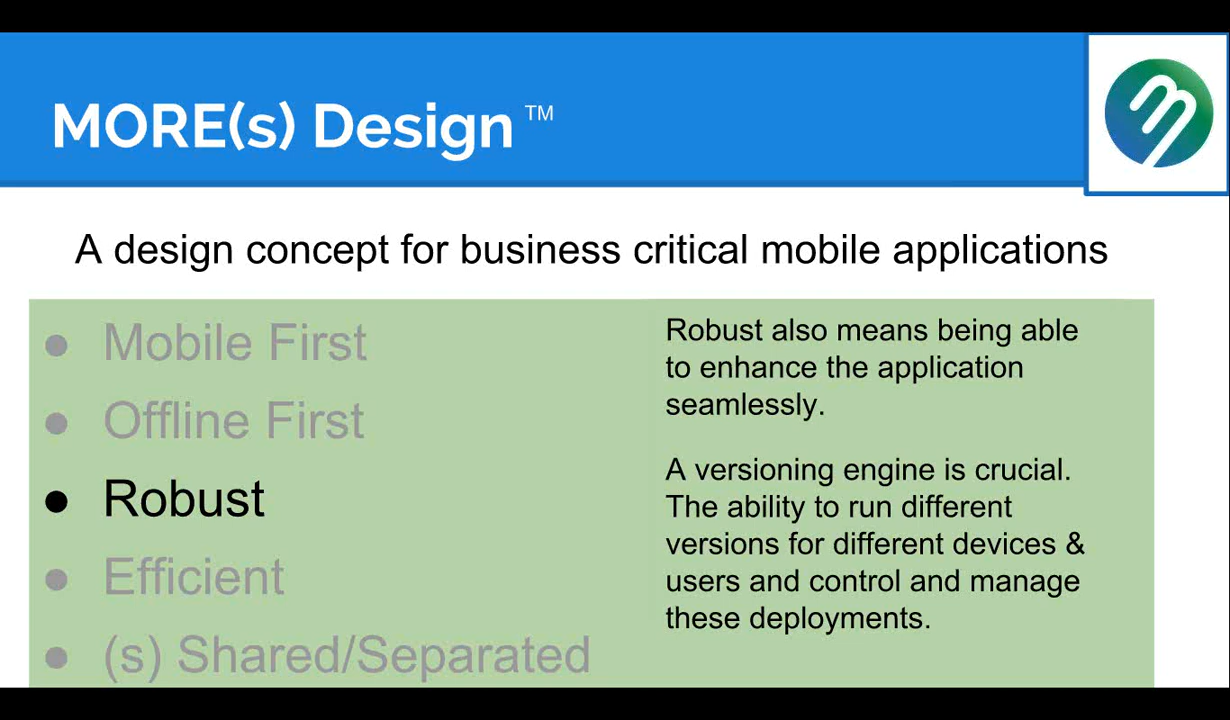 MORE(s) Design ™
A design concept for business critical mobile applications
● Mobile First
● Offline First
● Robust
● Efficient
● (s) Shared/Separated
Robust also means being able
to enhance the application
seamlessly.
A versioning engine is crucial.
The ability to run different
versions for different devices &
users and control and manage
these deployments.